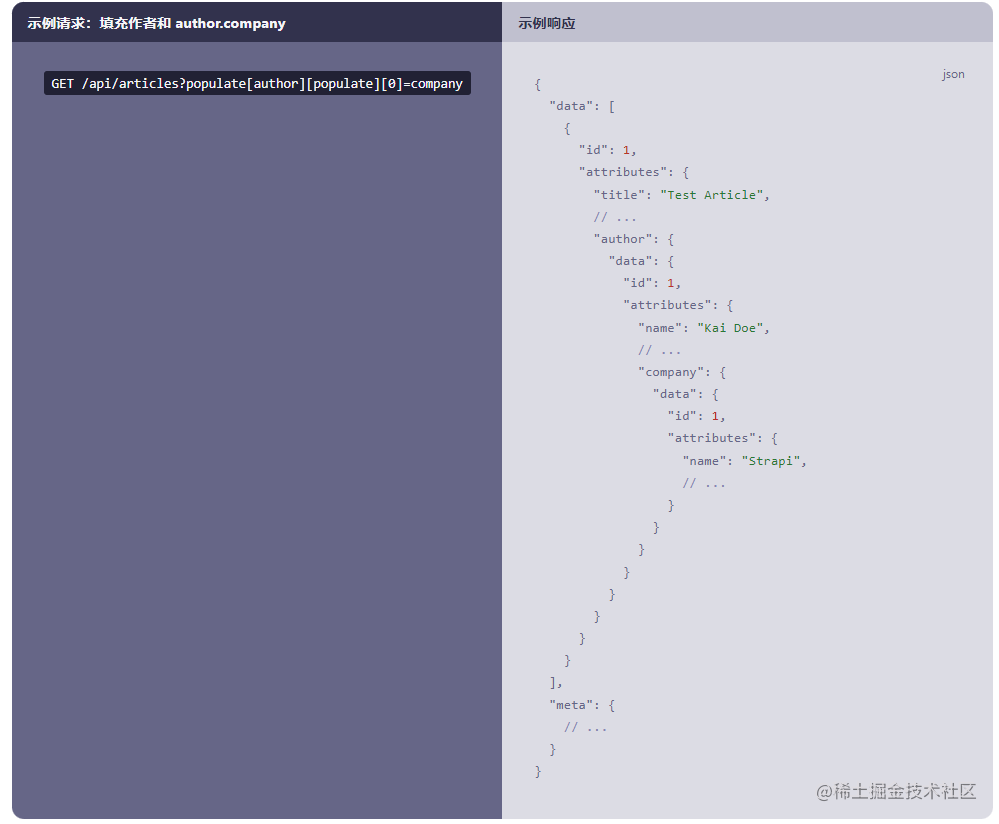 示例请求：填充作者和 author.company
GET /api/articles?populate[author][populate][0]=company
示例响应
json
{
  "data": [
    {
      "id": 1,
      "attributes": {
        "title": "Test Article",
        // ...
        "author": {
          "data": {
            "id": 1,
            "attributes": {
              "name": "Kai Doe",
              // ...
              "company": {
                "data": {
                  "id": 1,
                  "attributes": {
                    "name": "Strapi",
                    // ...
                  }
                }
              }
            }
          }
        }
      }
    }
  ],
  "meta": {
    // ...
  }
}
@稀土掘金技术社区